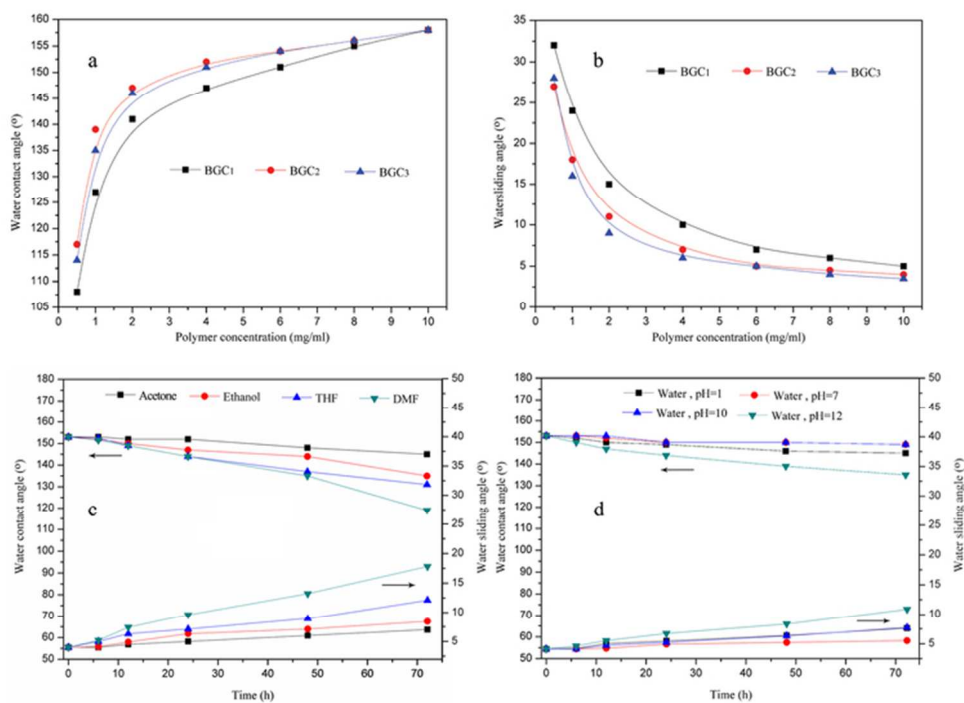 a
Water contact angle (º)
160
155
150
145
140
135
130
125
120
115
110
105
BGC1 BGC2 BGC3
0 1 2 3 4 5 6 7 8 9 10
Polymer concentration (mg/ml)
b
Watersliding angle (º)
35
30
25
20
15
10
5
0
BGC1 BGC2 BGC3
0 1 2 3 4 5 6 7 8 9 10
Polymer concentration (mg/ml)
c
Water contact angle (º)
180
170
160
150
140
130
120
110
100
90
80
70
60
50
Acetone Ethanol THF DMF
50
45
40
35
30
25
20
15
10
5
Water sliding angle (º)
0 10 20 30 40 50 60 70
Time (h)
d
Water contact angle (º)
180
170
160
150
140
130
120
110
100
90
80
70
60
50
Water , pH=1 Water , pH=7
Water , pH=10 Water , pH=12
50
45
40
35
30
25
20
15
10
5
Water sliding angle (º)
0 10 20 30 40 50 60 70
Time (h)